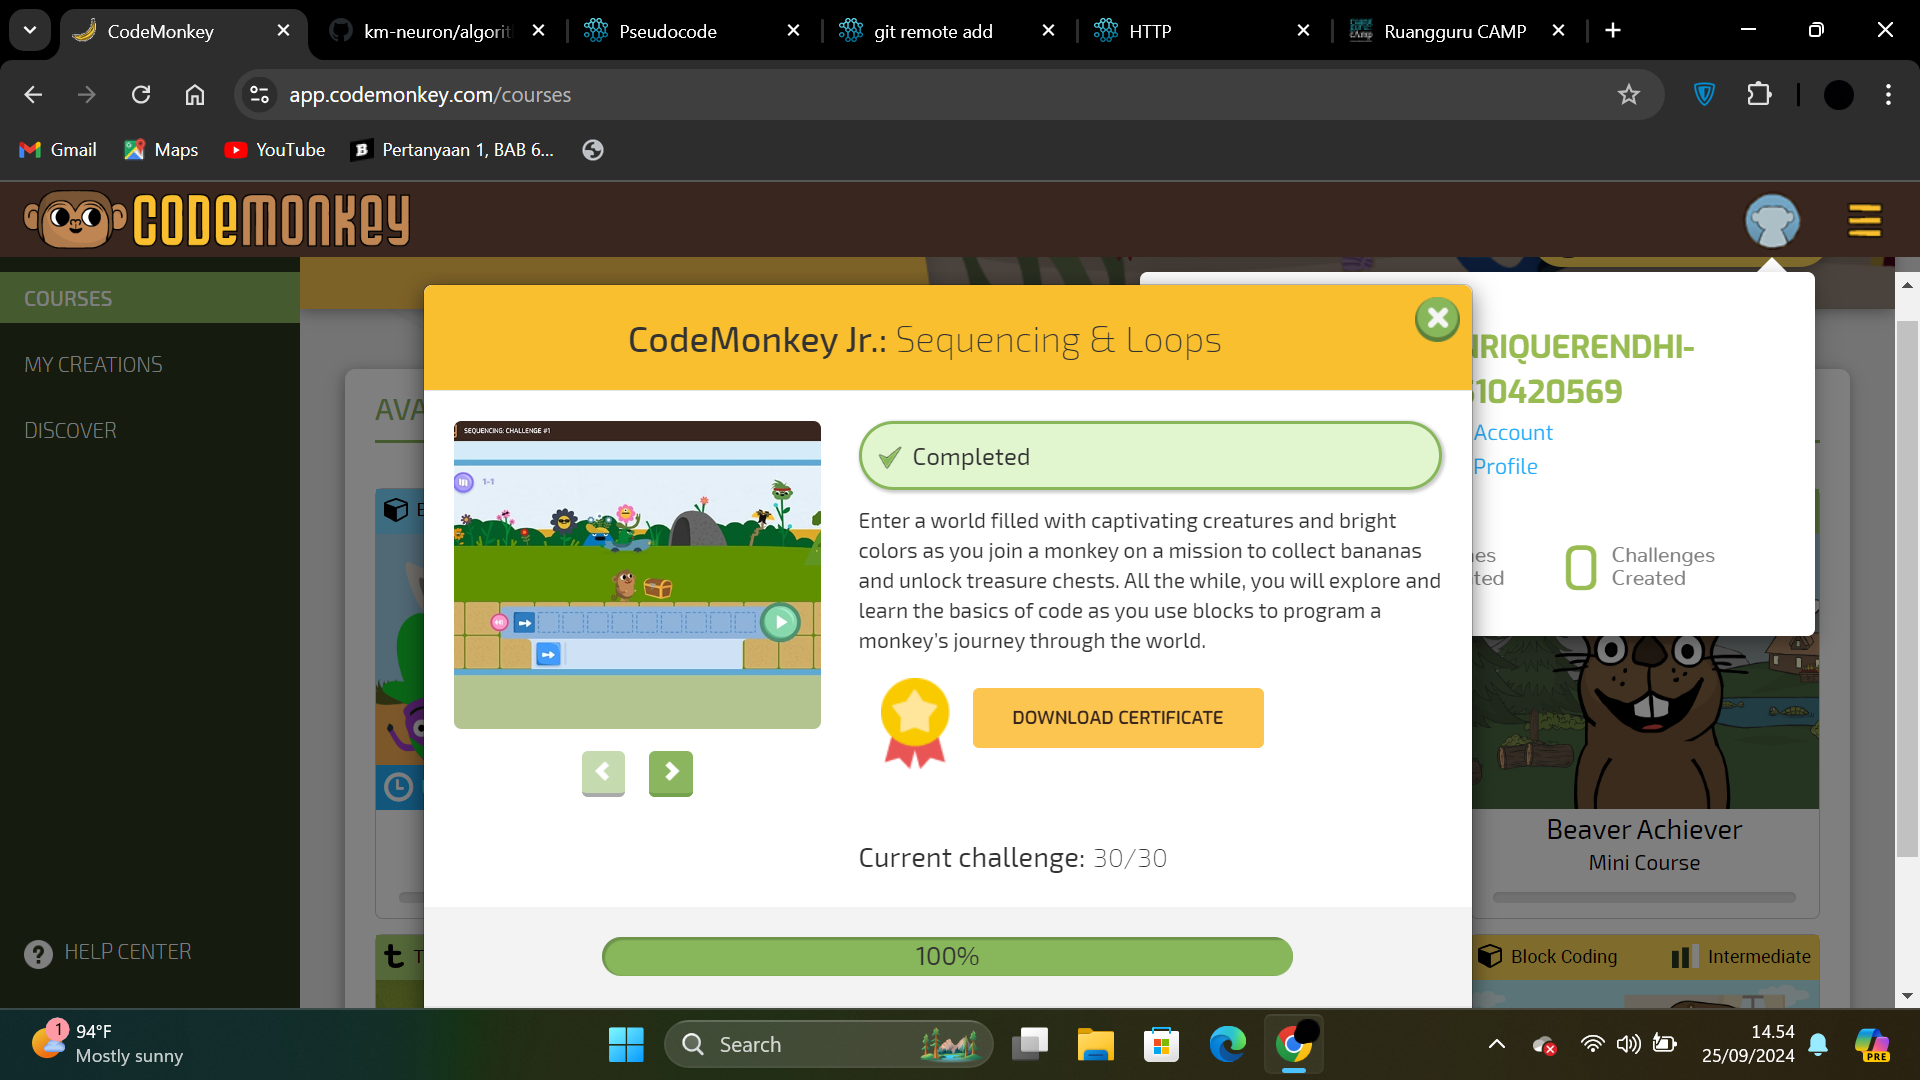 CodeMonkey
km-neuron/algorit
Pseudocode
git remote add
HTTP
Ruangguru CAMP
app.codemonkey.com/courses
Gmail
Maps
YouTube
Pertanyaan 1, BAB 6...
CODEMONKEY
COURSES
MY CREATIONS
DISCOVER
HELP CENTER
AVA
CodeMonkey Jr.: Sequencing & Loops
NRIQUERENDHI-
510420569
Account
Profile
Challenges
Created
SEQUENCING: CHALLENGE #1
1-1
Completed
Enter a world filled with captivating creatures and bright
colors as you join a monkey on a mission to collect bananas
and unlock treasure chests. All the while, you will explore and
learn the basics of code as you use blocks to program a
monkey's journey through the world.
DOWNLOAD CERTIFICATE
Current challenge: 30/30
100%
0
Beaver Achiever
Mini Course
Block Coding
Intermediate
1
94°F
Mostly sunny
Search
14.54
25/09/2024
PRE